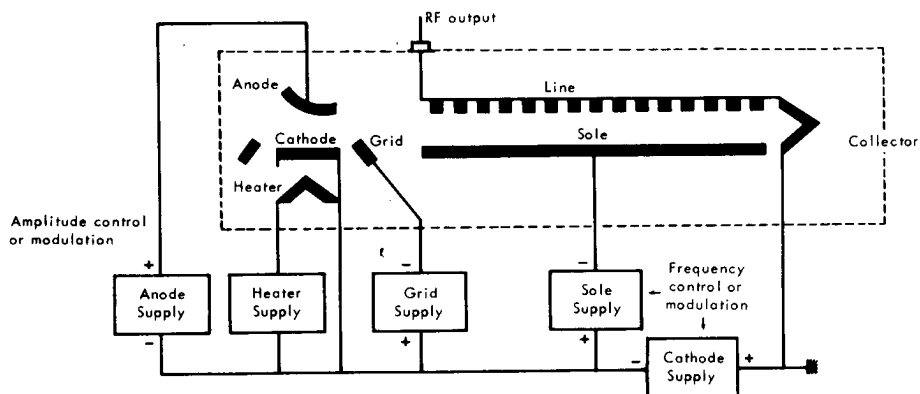 RF output
Anode
Line
Cathode
Grid
Sole
Collector
Heater
Amplitude control
or modulation
+
ℓ
−
−
Frequency
control or
modulation
Anode
Supply
Heater
Supply
Grid
Supply
Sole
Supply
−
+
+
−
Cathode
Supply
+